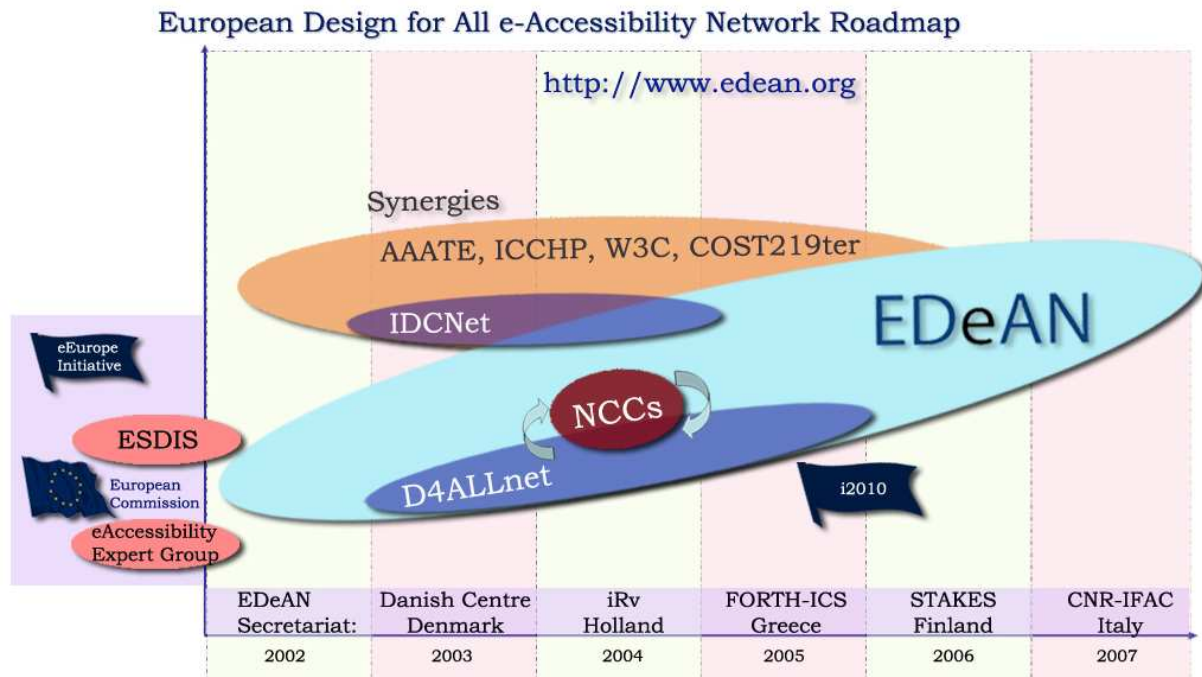 European Design for All e-Accessibility Network Roadmap
http://www.edean.org
Synergies
AAATE, ICCHP, W3C, COST219ter
IDCNet
EDeAN
eEurope
Initiative
NCCs
ESDIS
D4ALLnet
European
Commission
i2010
eAccessibility
Expert Group
EDeAN
Secretariat:
Danish Centre
Denmark
iRv
Holland
FORTH-ICS
Greece
STAKES
Finland
CNR-IFAC
Italy
2002
2003
2004
2005
2006
2007